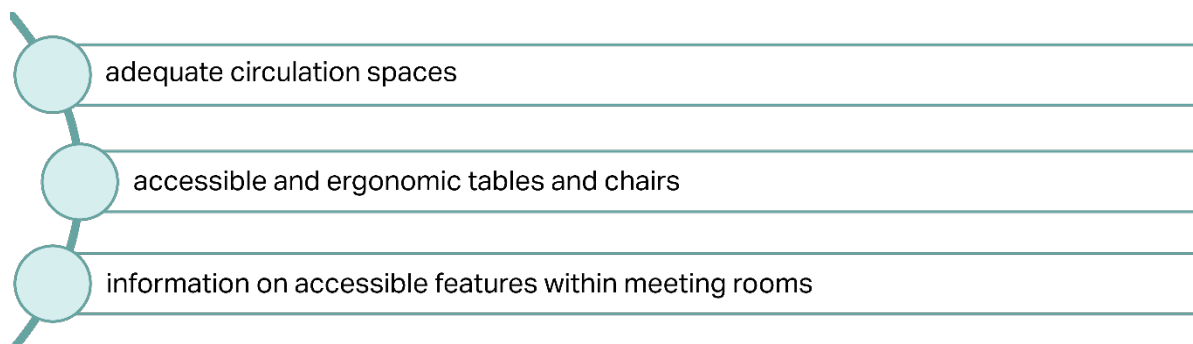 adequate circulation spaces
accessible and ergonomic tables and chairs
information on accessible features within meeting rooms